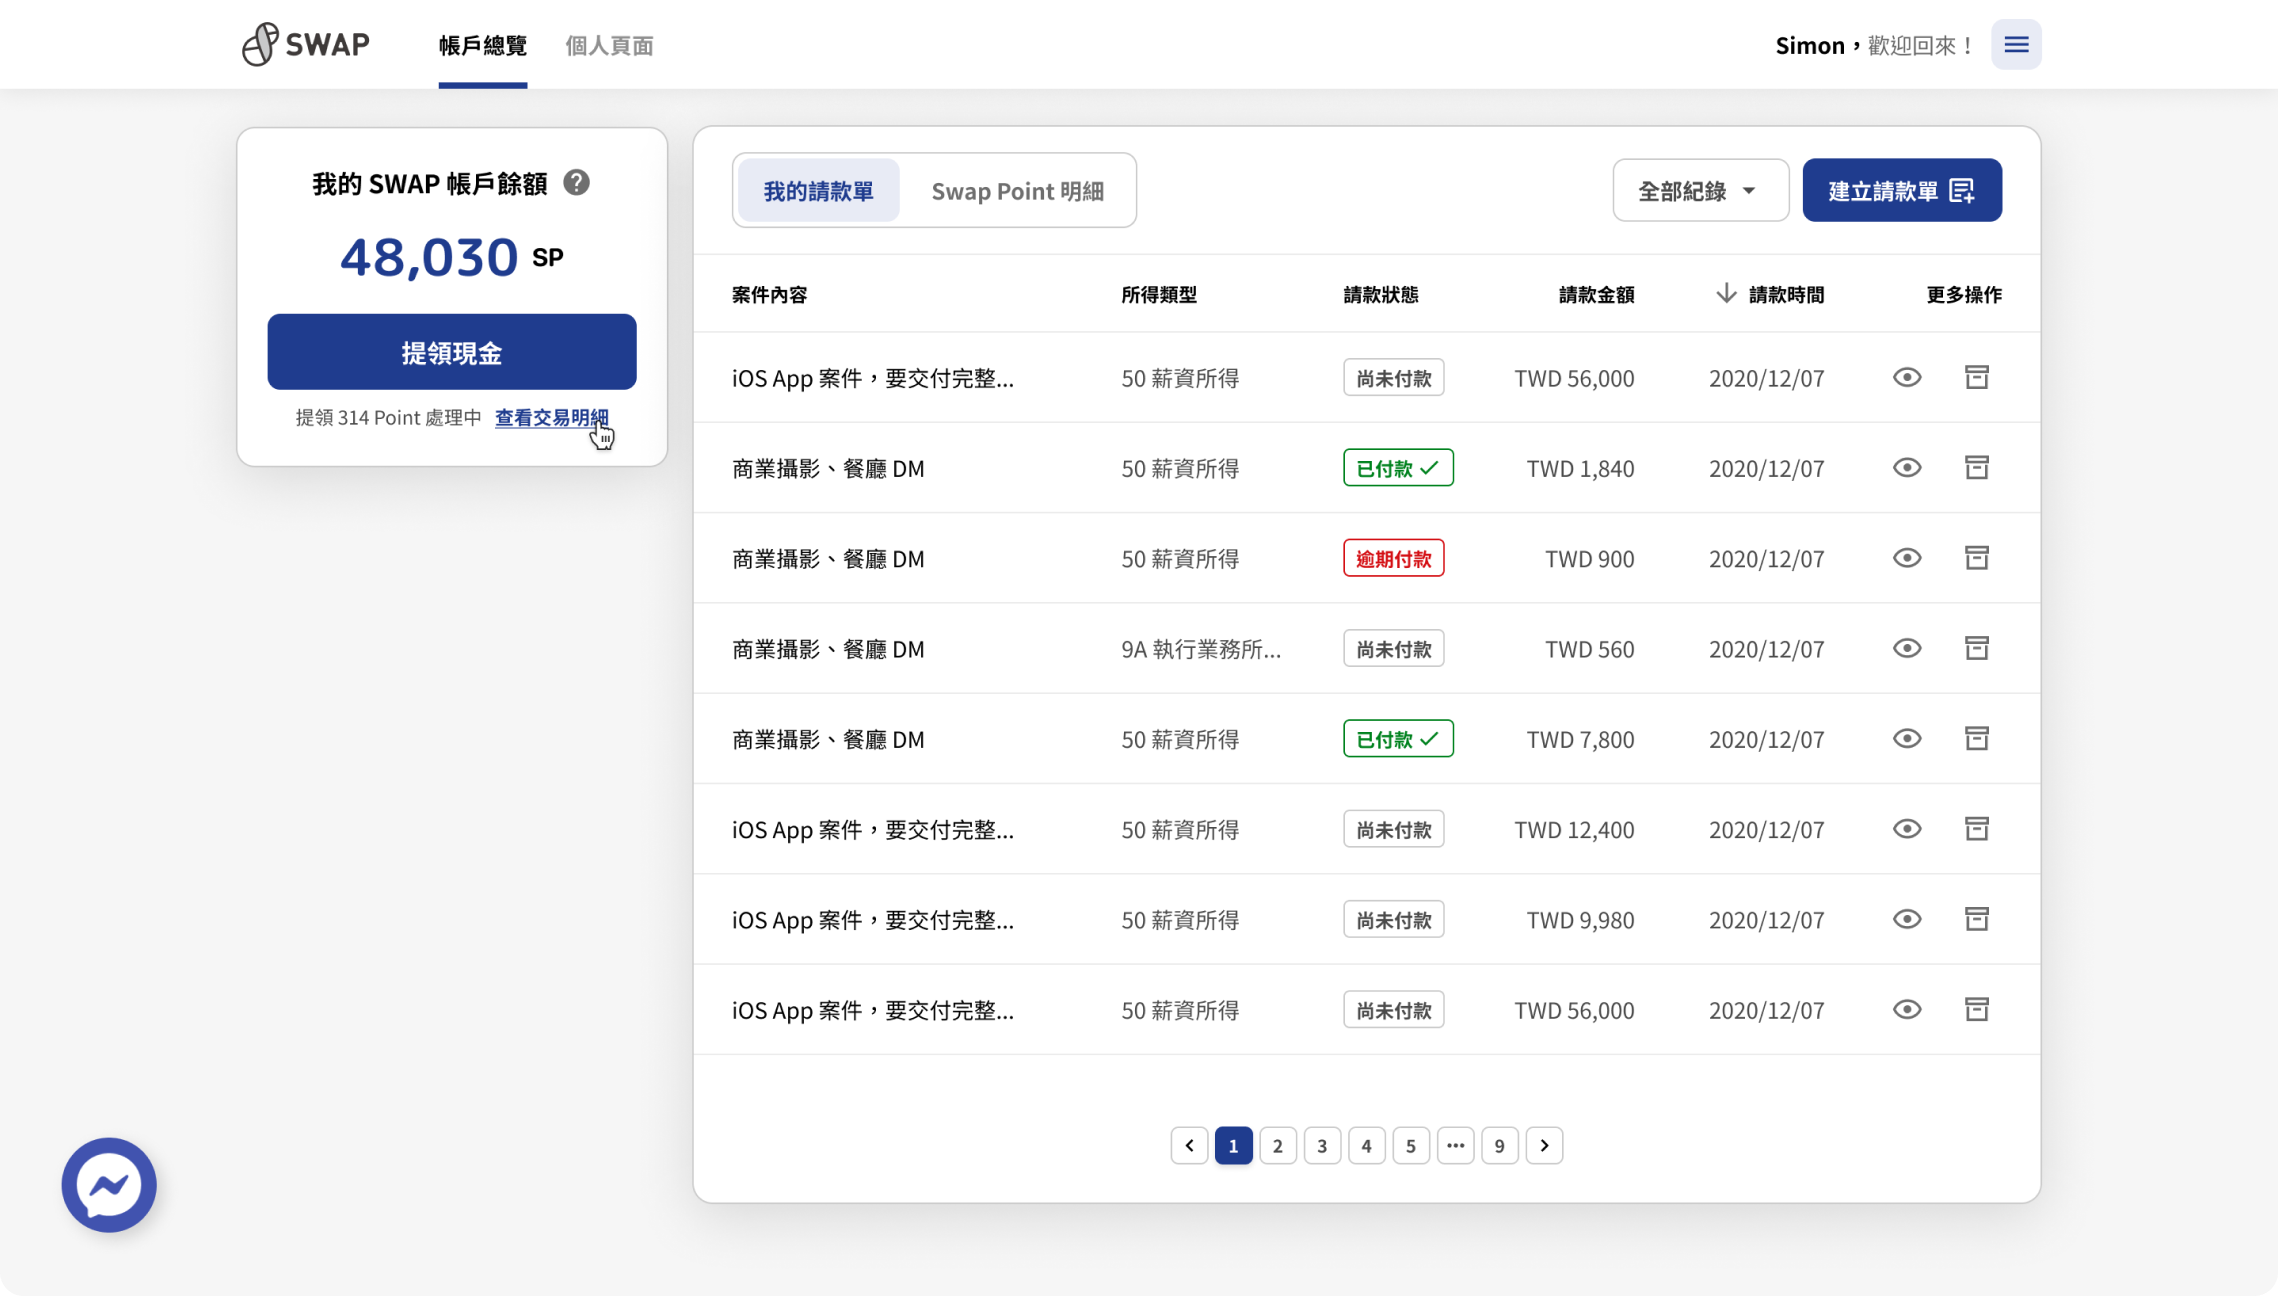 SWAP
帳戶總覽
個人頁面
Simon，歡迎回來！
我的 SWAP 帳戶餘額 ?
48,030 SP
提領現金
提領 314 Point 處理中 查看交易明細
我的請款單
Swap Point 明細
全部紀錄
建立請款單
案件內容 所得類型 請款狀態 請款金額 請款時間 更多操作
iOS App 案件，要交付完整... 50 薪資所得 尚未付款 TWD 56,000 2020/12/07
商業攝影、餐廳 DM 50 薪資所得 已付款 TWD 1,840 2020/12/07
商業攝影、餐廳 DM 50 薪資所得 逾期付款 TWD 900 2020/12/07
商業攝影、餐廳 DM 9A 執行業務所... 尚未付款 TWD 560 2020/12/07
商業攝影、餐廳 DM 50 薪資所得 已付款 TWD 7,800 2020/12/07
iOS App 案件，要交付完整... 50 薪資所得 尚未付款 TWD 12,400 2020/12/07
iOS App 案件，要交付完整... 50 薪資所得 尚未付款 TWD 9,980 2020/12/07
iOS App 案件，要交付完整... 50 薪資所得 尚未付款 TWD 56,000 2020/12/07
1 2 3 4 5 ... 9